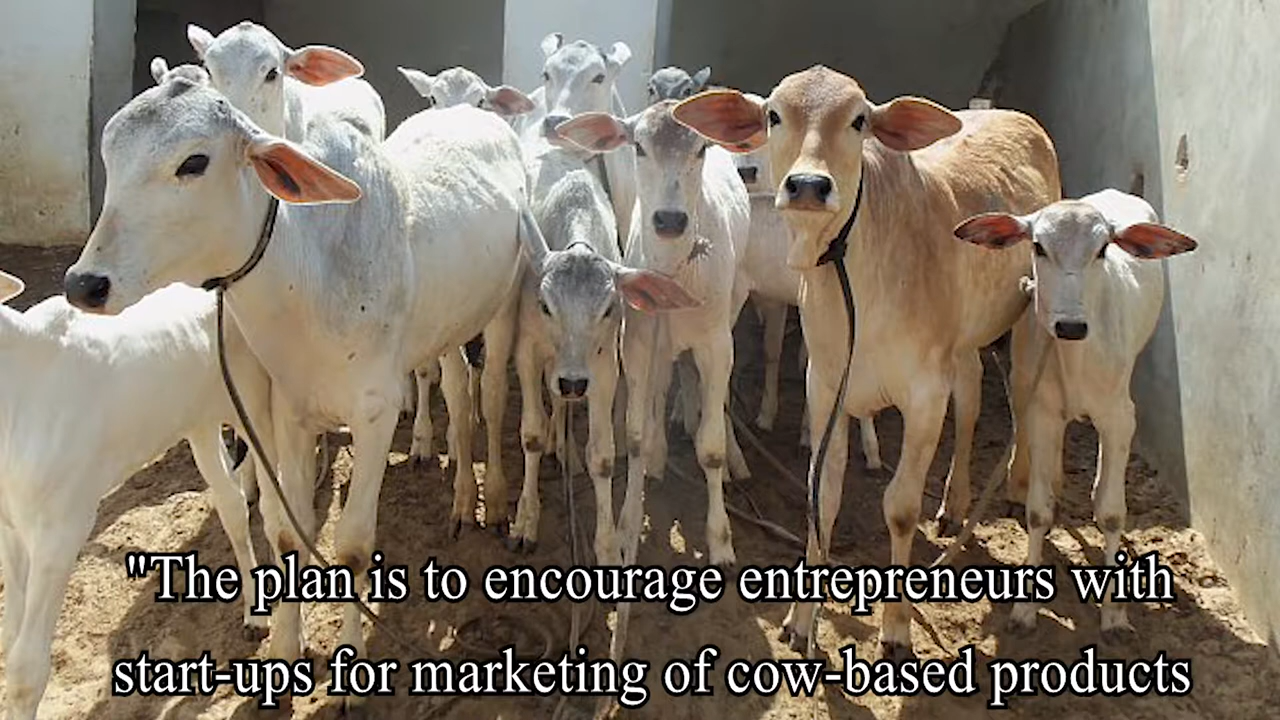 "The plan is to encourage entrepreneurs with
start-ups for marketing of cow-based products